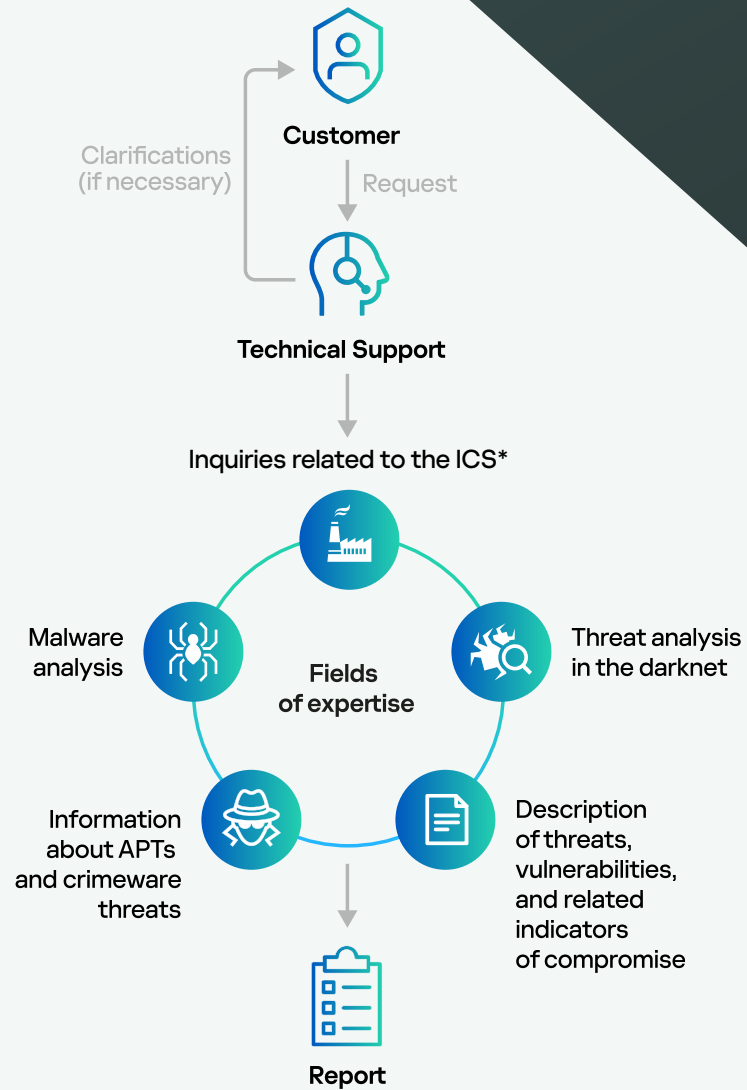 Customer
Clarifications
(if necessary)
Request
Technical Support
Inquiries related to the ICS*
Malware
analysis
Threat analysis
in the darknet
Fields
of expertise
Information
about APTs
and crimeware
threats
Description
of threats,
vulnerabilities,
and related
indicators
of compromise
Report